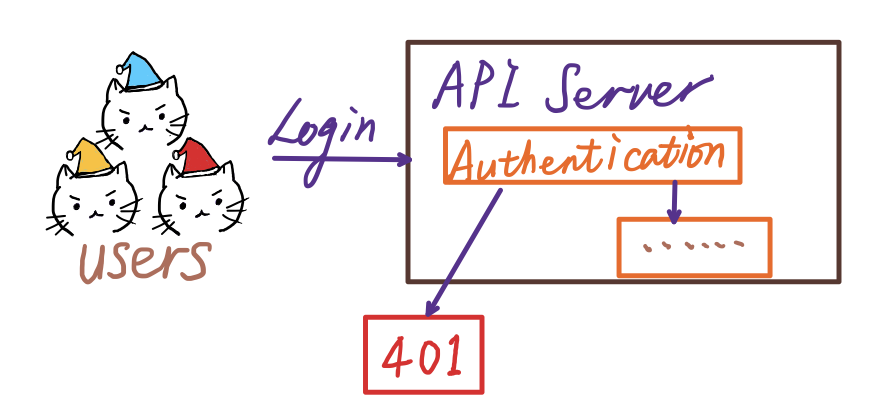 API Server
Login
Authentication
users
......
401